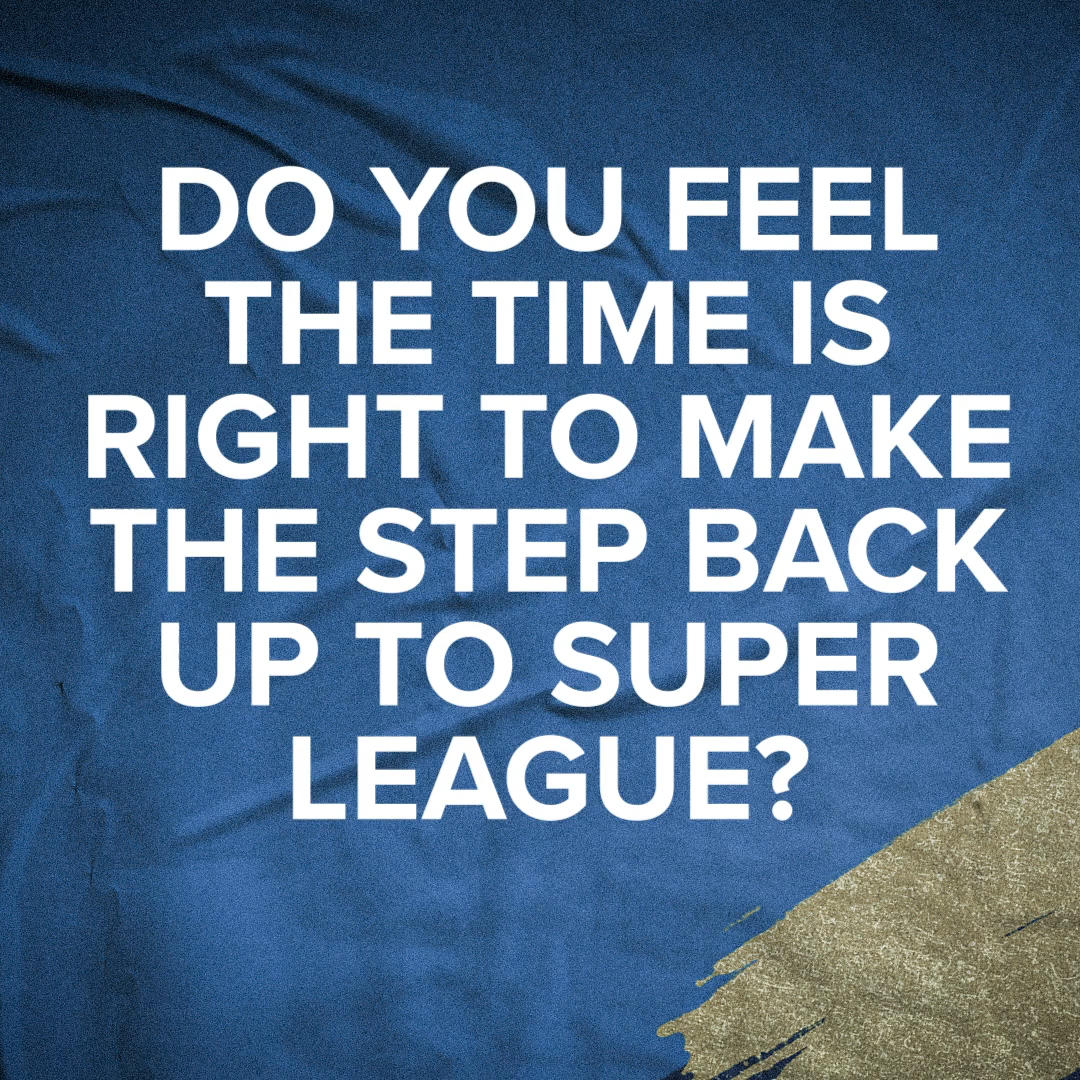 DO YOU FEEL
THE TIME IS
RIGHT TO MAKE
THE STEP BACK
UP TO SUPER
LEAGUE?